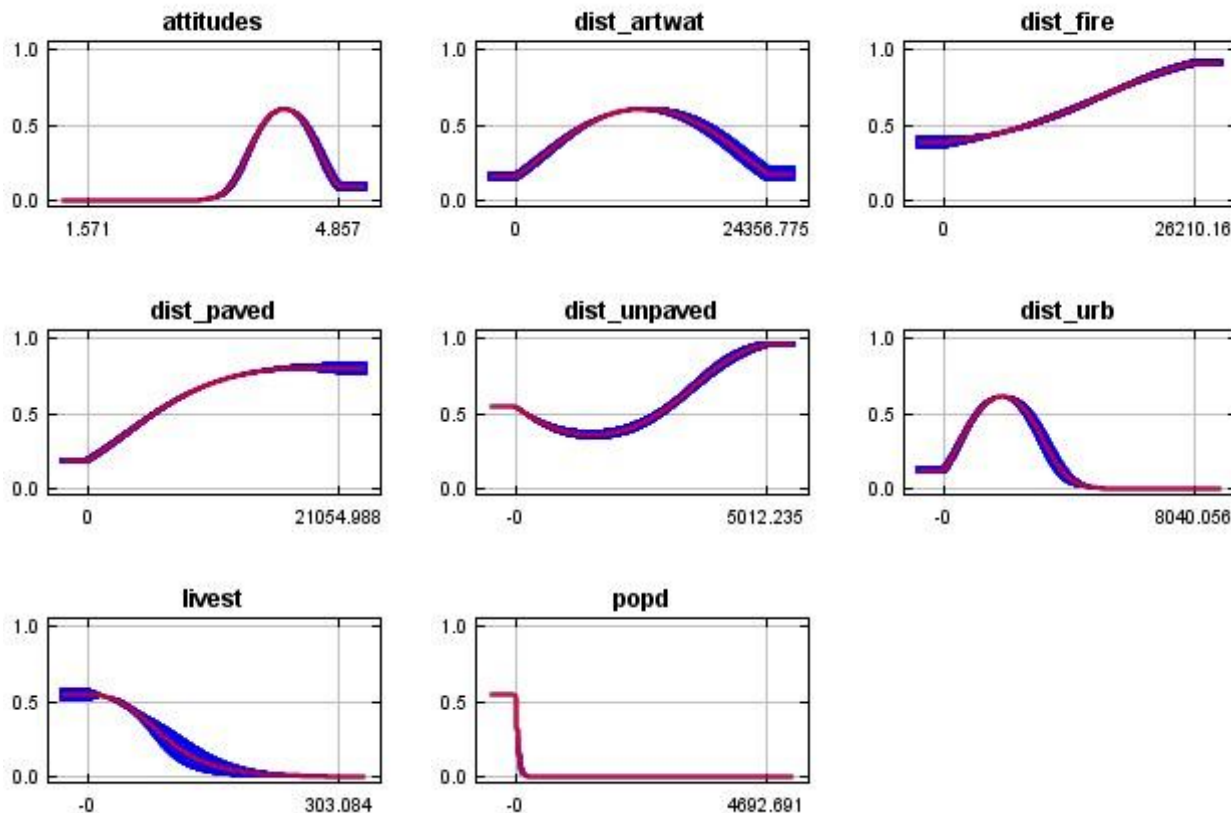 attitudes dist_artwat dist_fire
1.0 1.0 1.0
0.5 0.5 0.5
0.0 0.0 0.0
1.571 4.857 0 24356.775 0 26210.16
dist_paved dist_unpaved dist_urb
1.0 1.0 1.0
0.5 0.5 0.5
0.0 0.0 0.0
0 21054.988 -0 5012.235 -0 8040.056
livest popd
1.0 1.0
0.5 0.5
0.0 0.0
-0 303.084 -0 4692.691